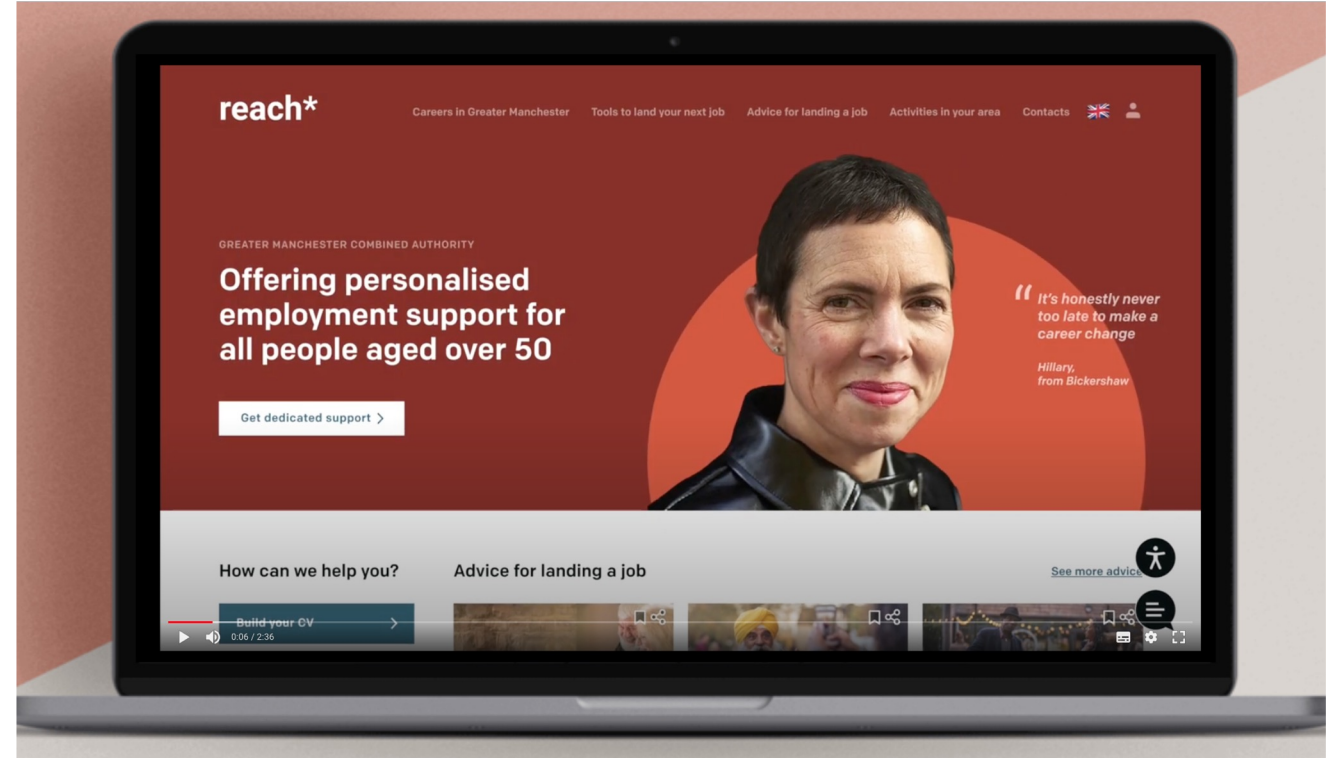 reach*
Careers in Greater Manchester
Tools to land your next job
Advice for landing a job
Activities in your area
Contacts
GREATER MANCHESTER COMBINED AUTHORITY
Offering personalised
employment support for
all people aged over 50
Get dedicated support
“ It's honestly never
too late to make a
career change
Hillary,
from Bickershaw
How can we help you?
Advice for landing a job
See more advice
Build your CV
0:06 / 2:36